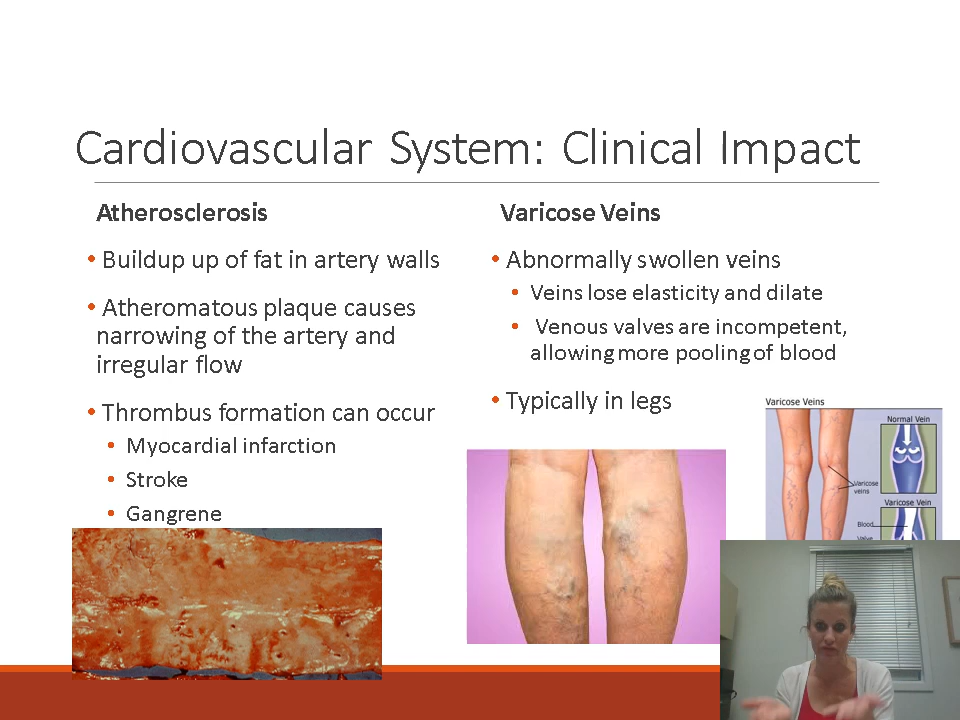 Cardiovascular System: Clinical Impact
Atherosclerosis
• Buildup up of fat in artery walls
• Atheromatous plaque causes
narrowing of the artery and
irregular flow
• Thrombus formation can occur
• Myocardial infarction
• Stroke
• Gangrene
Varicose Veins
• Abnormally swollen veins
• Veins lose elasticity and dilate
• Venous valves are incompetent,
allowing more pooling of blood
• Typically in legs
Varicose Veins
Normal Vein
Varicose
veins
Varicose Vein
Blood
Valve